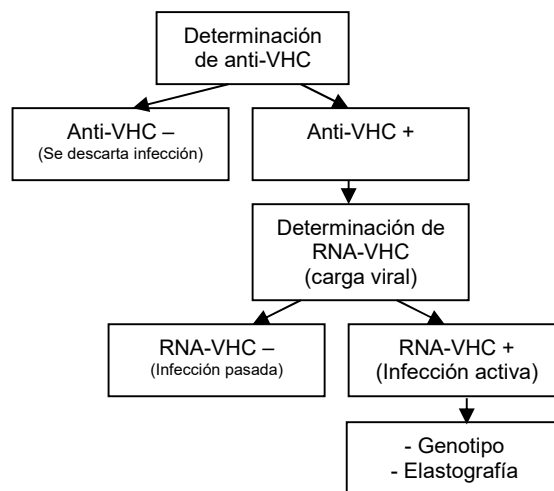 Determinación
de anti-VHC
Anti-VHC –
(Se descarta infección)
Anti-VHC +
Determinación de
RNA-VHC
(carga viral)
RNA-VHC –
(Infección pasada)
RNA-VHC +
(Infección activa)
- Genotipo
- Elastografía